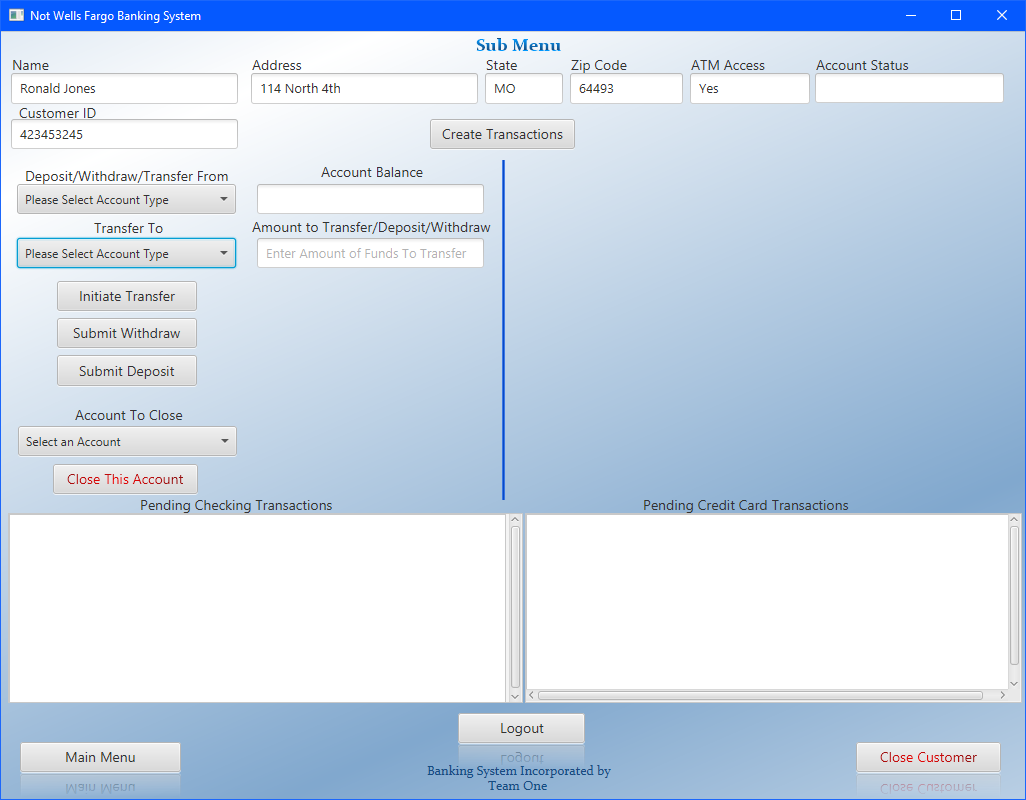 Not Wells Fargo Banking System
Sub Menu
Name Address State Zip Code ATM Access Account Status
Ronald Jones 114 North 4th MO 64493 Yes
Customer ID
423453245
Create Transactions
Deposit/Withdraw/Transfer From Account Balance
Please Select Account Type
Transfer To Amount to Transfer/Deposit/Withdraw
Please Select Account Type Enter Amount of Funds To Transfer
Initiate Transfer
Submit Withdraw
Submit Deposit
Account To Close
Select an Account
Close This Account
Pending Checking Transactions Pending Credit Card Transactions
Logout
Main Menu Close Customer
Banking System Incorporated by
Team One